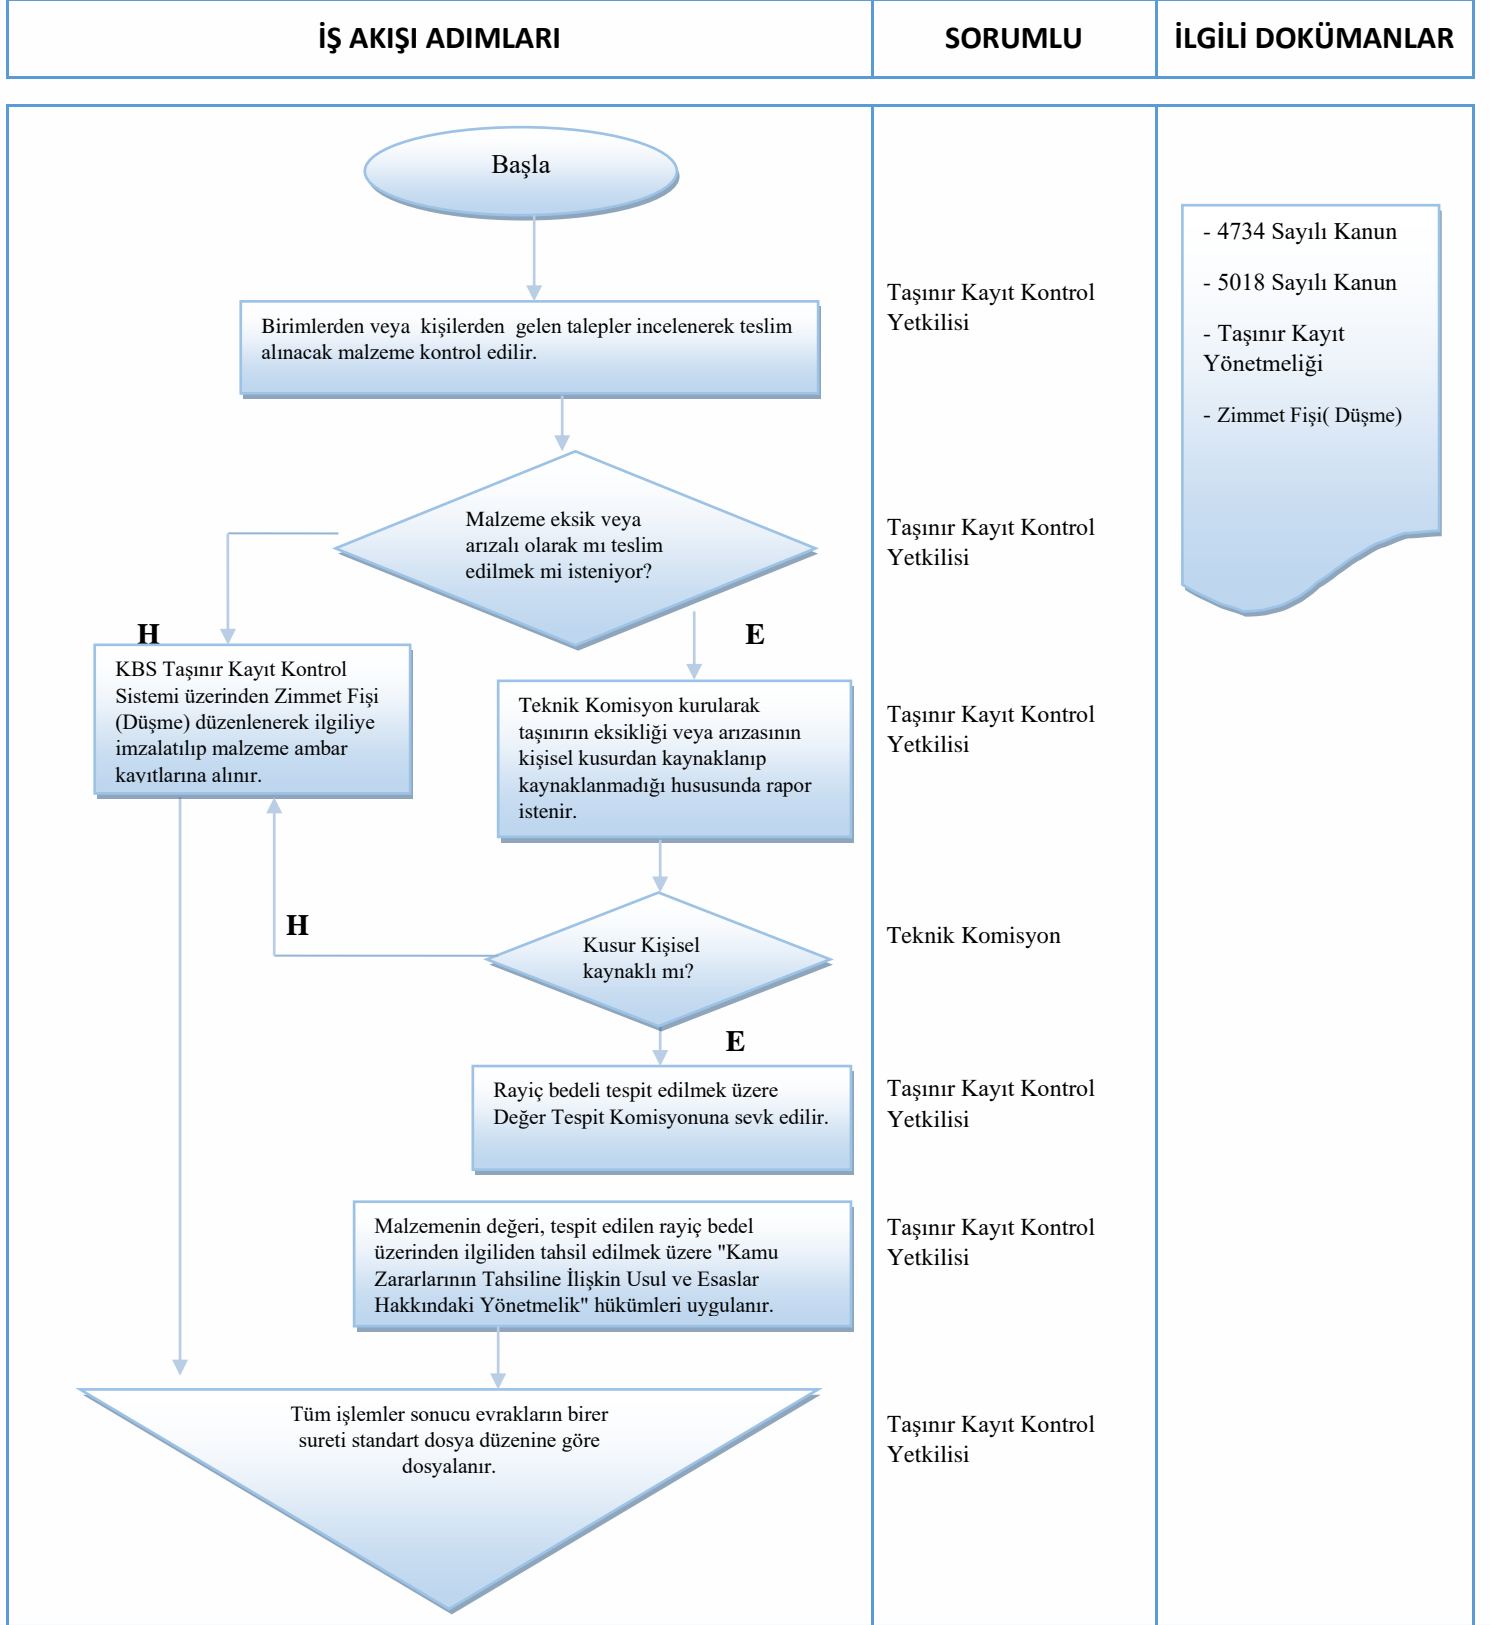 İŞ AKIŞI ADIMLARI
SORUMLU
İLGİLİ DOKÜMANLAR
Başla
- 4734 Sayılı Kanun
- 5018 Sayılı Kanun
- Taşınır Kayıt
Yönetmeliği
- Zimmet Fişi( Düşme)
Birimlerden veya kişilerden gelen talepler incelenerek teslim
alınacak malzeme kontrol edilir.
Taşınır Kayıt Kontrol
Yetkilisi
Malzeme eksik veya
arızalı olarak mı teslim
edilmek mi isteniyor?
Taşınır Kayıt Kontrol
Yetkilisi
H
E
KBS Taşınır Kayıt Kontrol
Sistemi üzerinden Zimmet Fişi
(Düşme) düzenlenerek ilgiliye
imzalatılıp malzeme ambar
kayıtlarına alınır.
Teknik Komisyon kurularak
taşınırın eksikliği veya arızasının
kişisel kusurdan kaynaklanıp
kaynaklanmadığı hususunda rapor
istenir.
Taşınır Kayıt Kontrol
Yetkilisi
H
Kusur Kişisel
kaynaklı mı?
Teknik Komisyon
E
Rayiç bedeli tespit edilmek üzere
Değer Tespit Komisyonuna sevk edilir.
Taşınır Kayıt Kontrol
Yetkilisi
Malzemenin değeri, tespit edilen rayiç bedel
üzerinden ilgiliden tahsil edilmek üzere "Kamu
Zararlarının Tahsiline İlişkin Usul ve Esaslar
Hakkındaki Yönetmelik" hükümleri uygulanır.
Taşınır Kayıt Kontrol
Yetkilisi
Tüm işlemler sonucu evrakların birer
sureti standart dosya düzenine göre
dosyalanır.
Taşınır Kayıt Kontrol
Yetkilisi